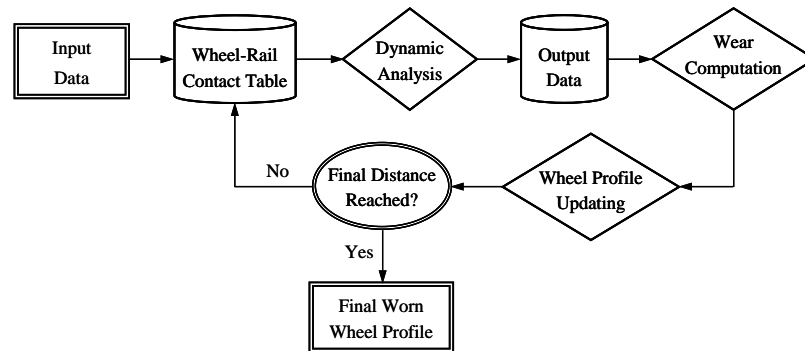 Input
Data
Wheel-Rail
Contact Table
Dynamic
Analysis
Output
Data
Wear
Computation
Wheel Profile
Updating
Final Distance
Reached?
No
Yes
Final Worn
Wheel Profile